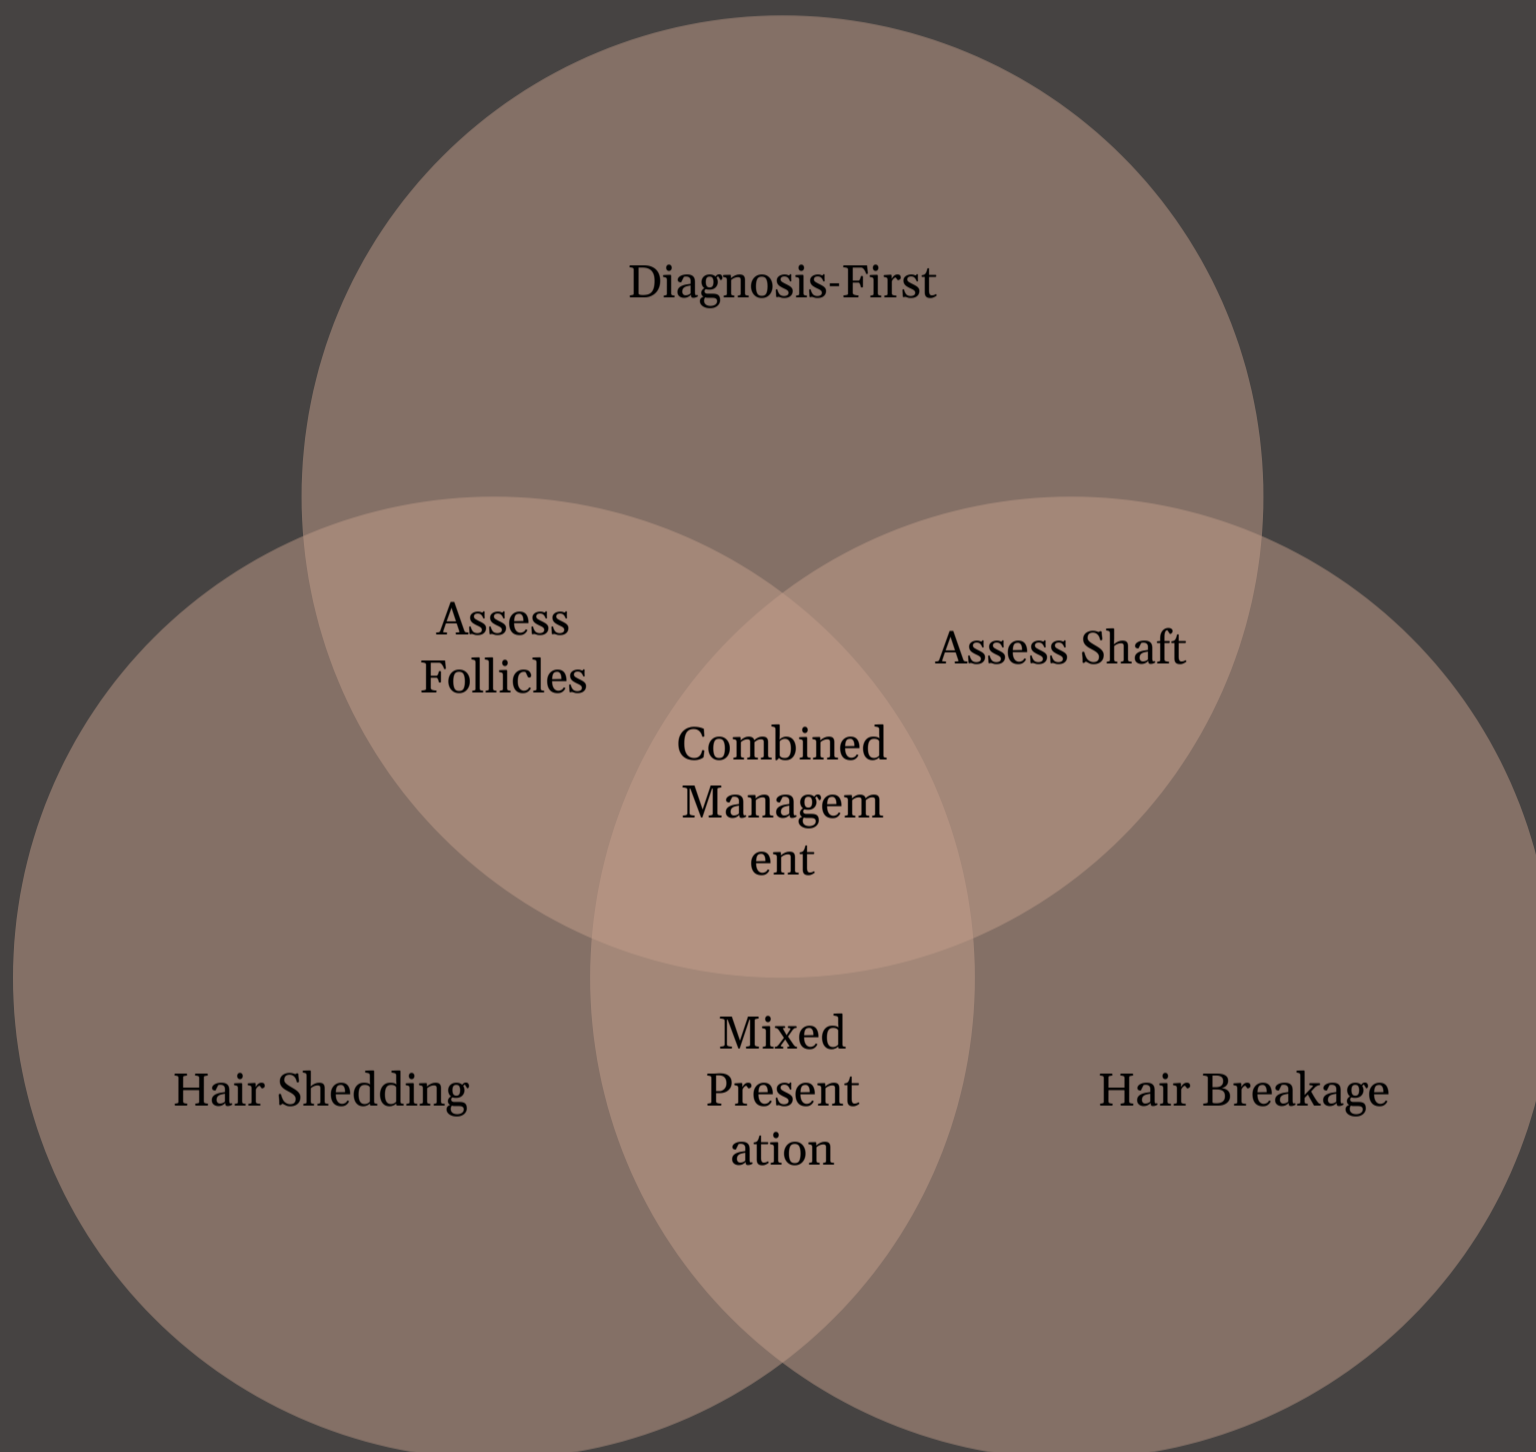 Diagnosis-First
Assess
Follicles
Assess Shaft
Combined
Managem
ent
Mixed
Present
ation
Hair Shedding
Hair Breakage